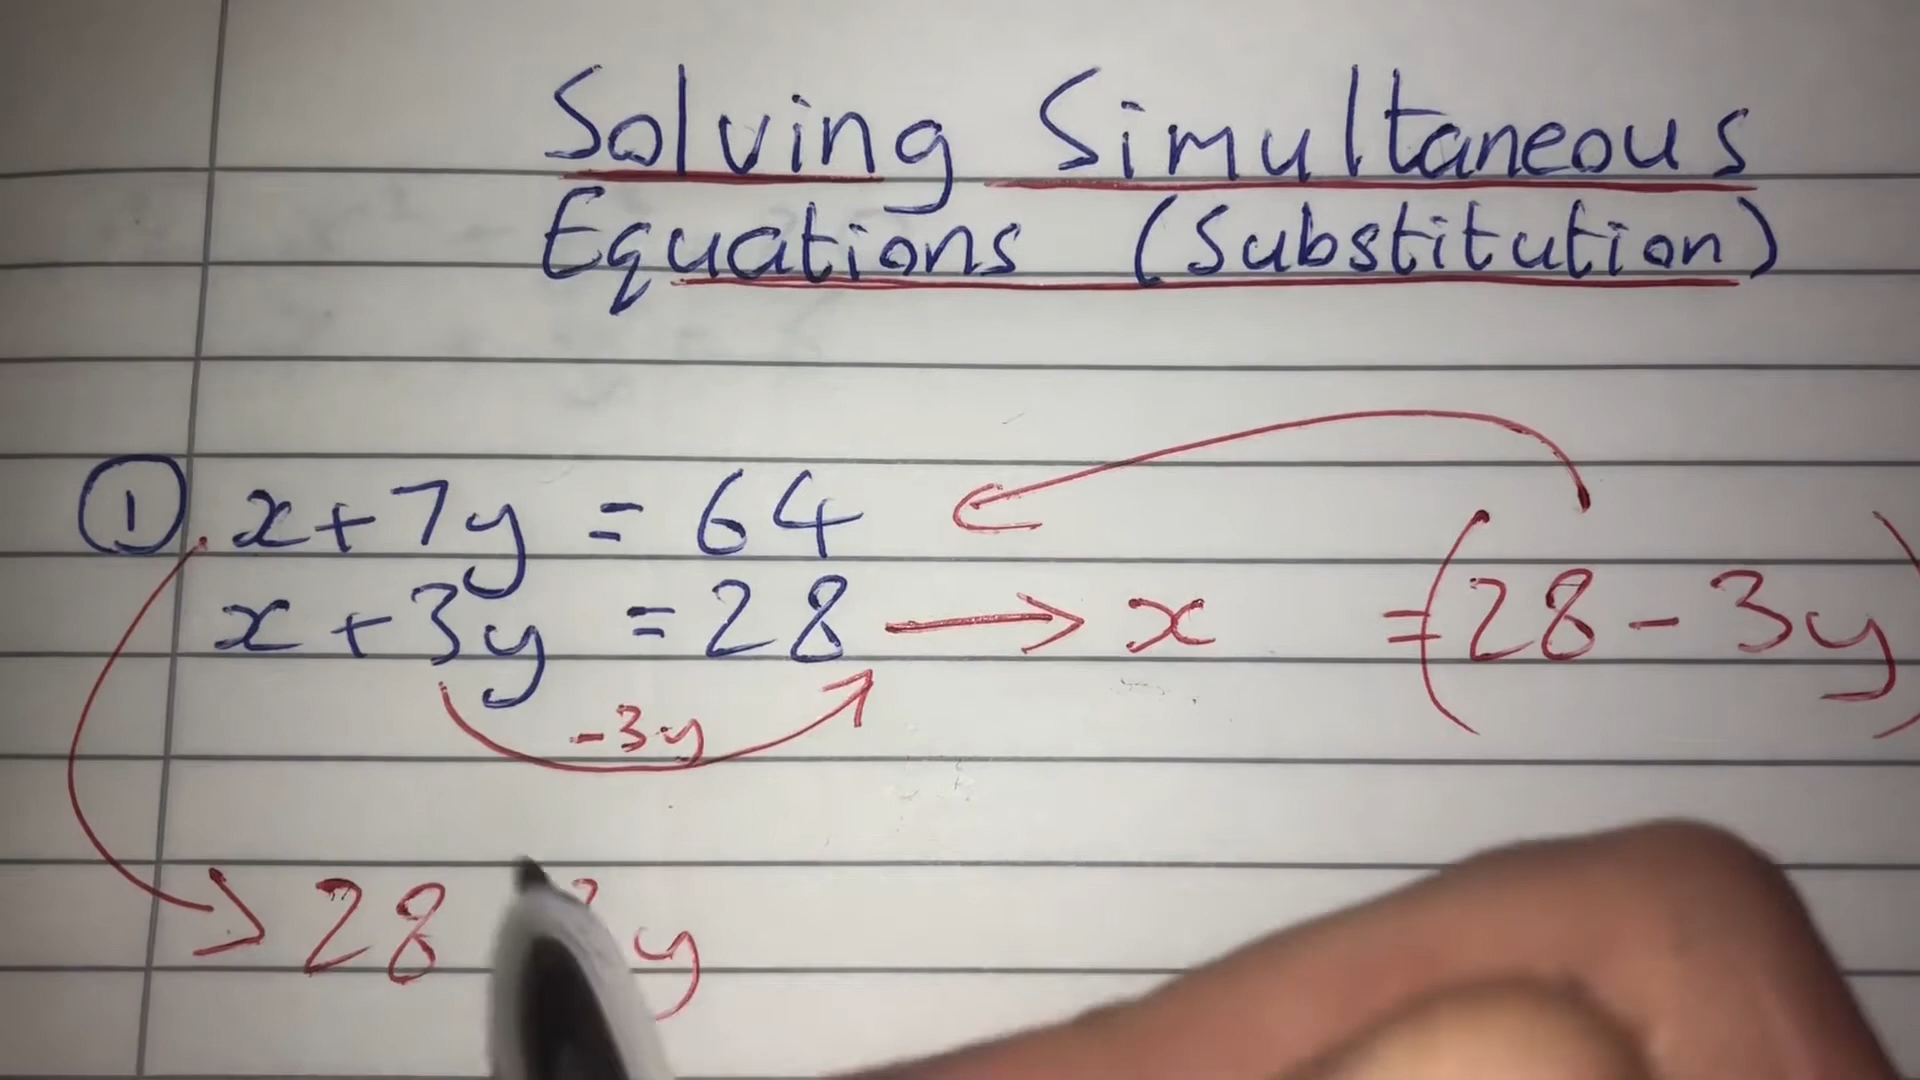 Solving Simultaneous
Equations (Substitution)
① x + 7y = 64
x + 3y = 28 → x = (28 - 3y)
-3y
28 y